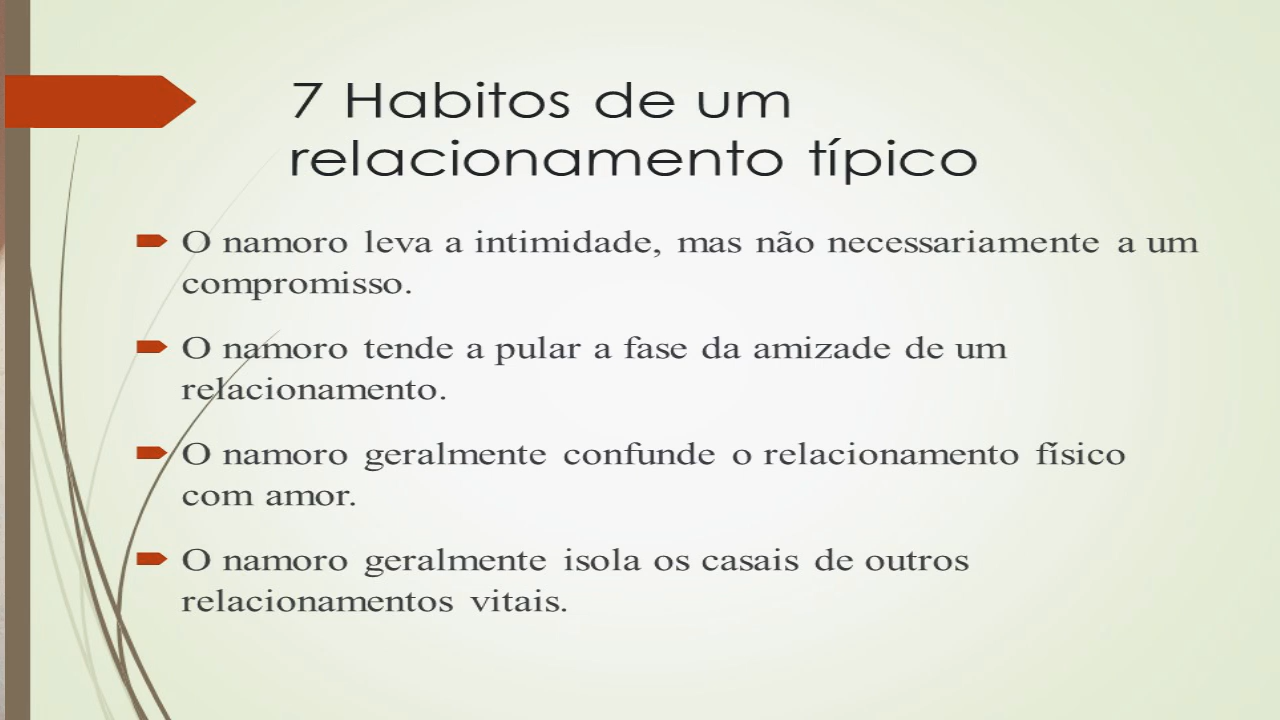 7 Habitos de um
relacionamento típico
O namoro leva a intimidade, mas não necessariamente a um
compromisso.
O namoro tende a pular a fase da amizade de um
relacionamento.
O namoro geralmente confunde o relacionamento físico
com amor.
O namoro geralmente isola os casais de outros
relacionamentos vitais.